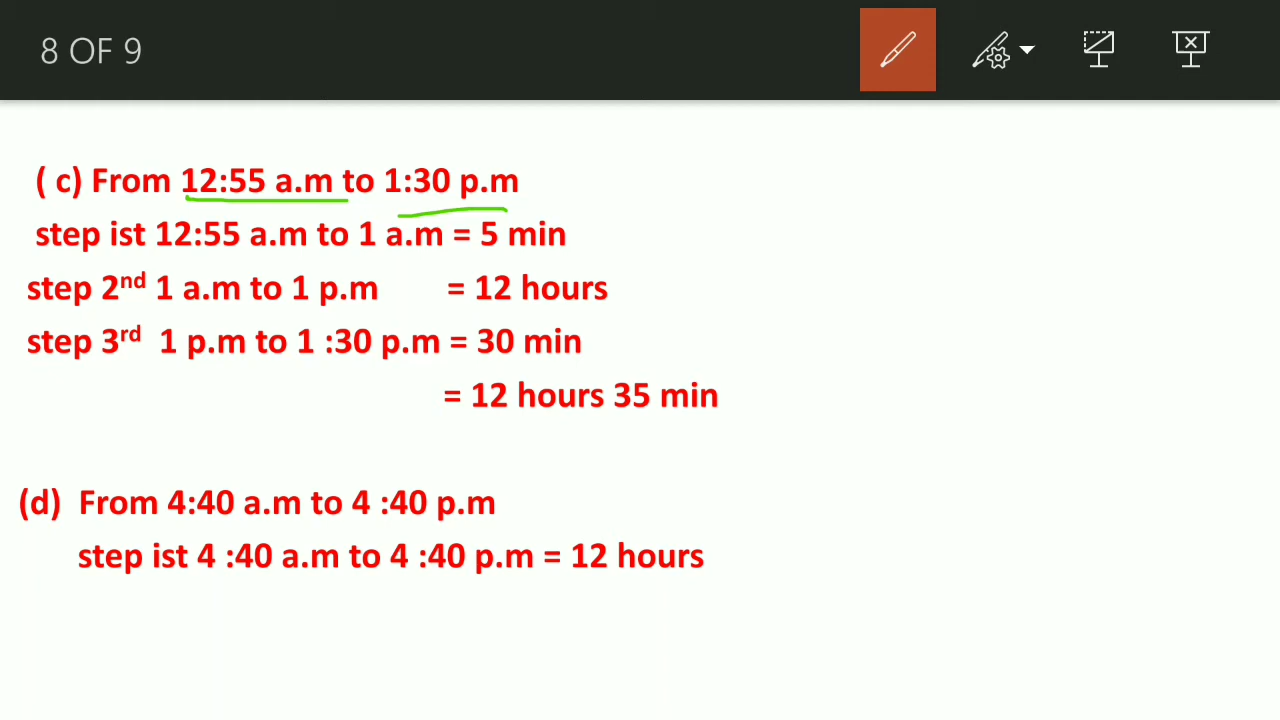 8 OF 9
( c) From 12:55 a.m to 1:30 p.m
step ist 12:55 a.m to 1 a.m = 5 min
step 2nd 1 a.m to 1 p.m = 12 hours
step 3rd 1 p.m to 1 :30 p.m = 30 min
= 12 hours 35 min
(d) From 4:40 a.m to 4 :40 p.m
step ist 4 :40 a.m to 4 :40 p.m = 12 hours